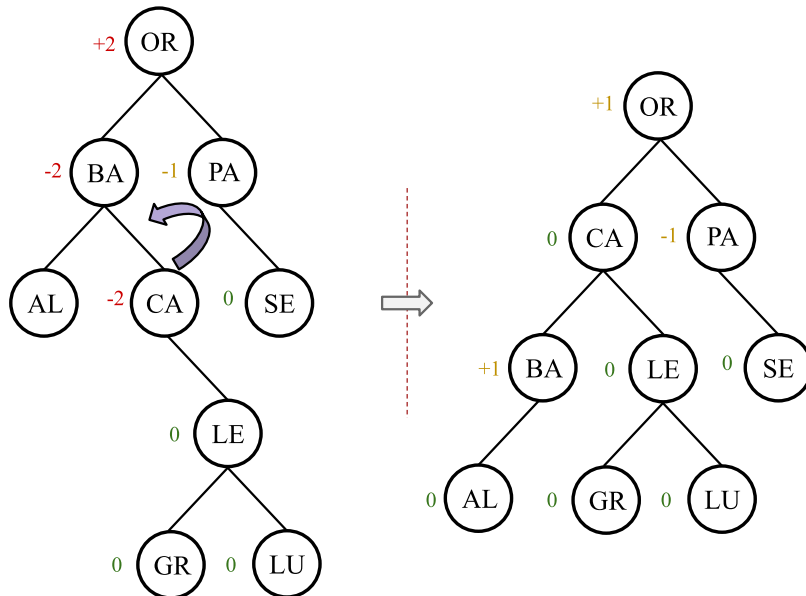 +2 OR
-2 BA -1 PA
AL -2 CA 0 SE
0 LE
0 GR 0 LU
+1 OR
0 CA -1 PA
+1 BA 0 LE 0 SE
0 AL 0 GR 0 LU